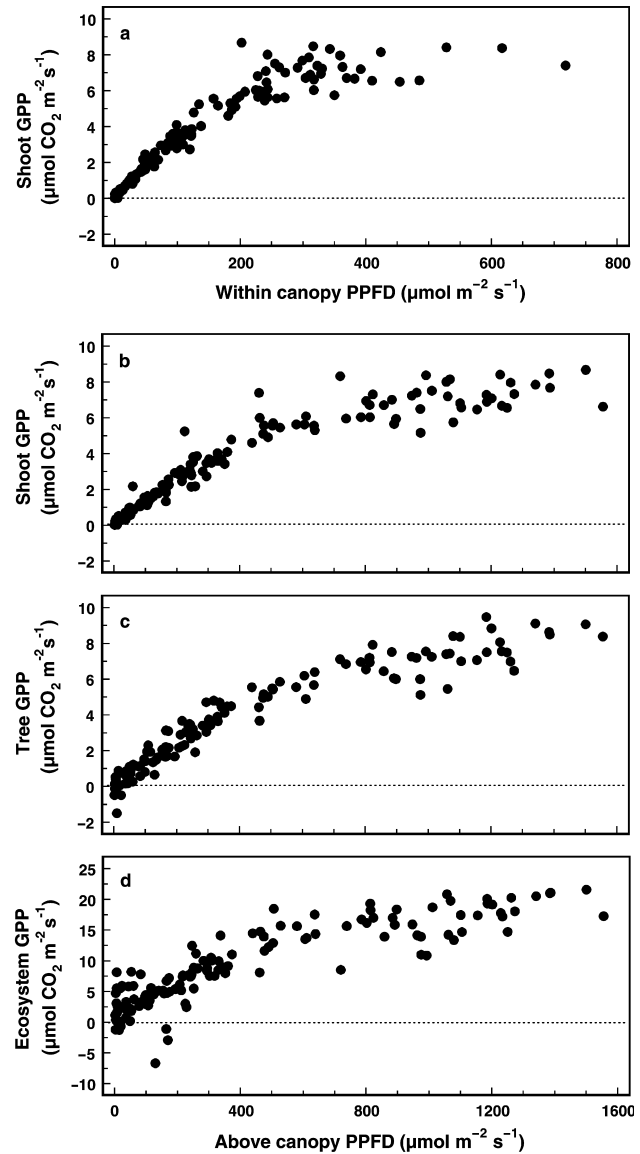 a
10
8
6
4
2
0
−2
Shoot GPP
(µmol CO₂ m⁻² s⁻¹)
0 200 400 600 800
Within canopy PPFD (µmol m⁻² s⁻¹)
b
10
8
6
4
2
0
−2
Shoot GPP
(µmol CO₂ m⁻² s⁻¹)
c
10
8
6
4
2
0
−2
Tree GPP
(µmol CO₂ m⁻² s⁻¹)
d
25
20
15
10
5
0
−5
−10
Ecosystem GPP
(µmol CO₂ m⁻² s⁻¹)
0 400 800 1200 1600
Above canopy PPFD (µmol m⁻² s⁻¹)